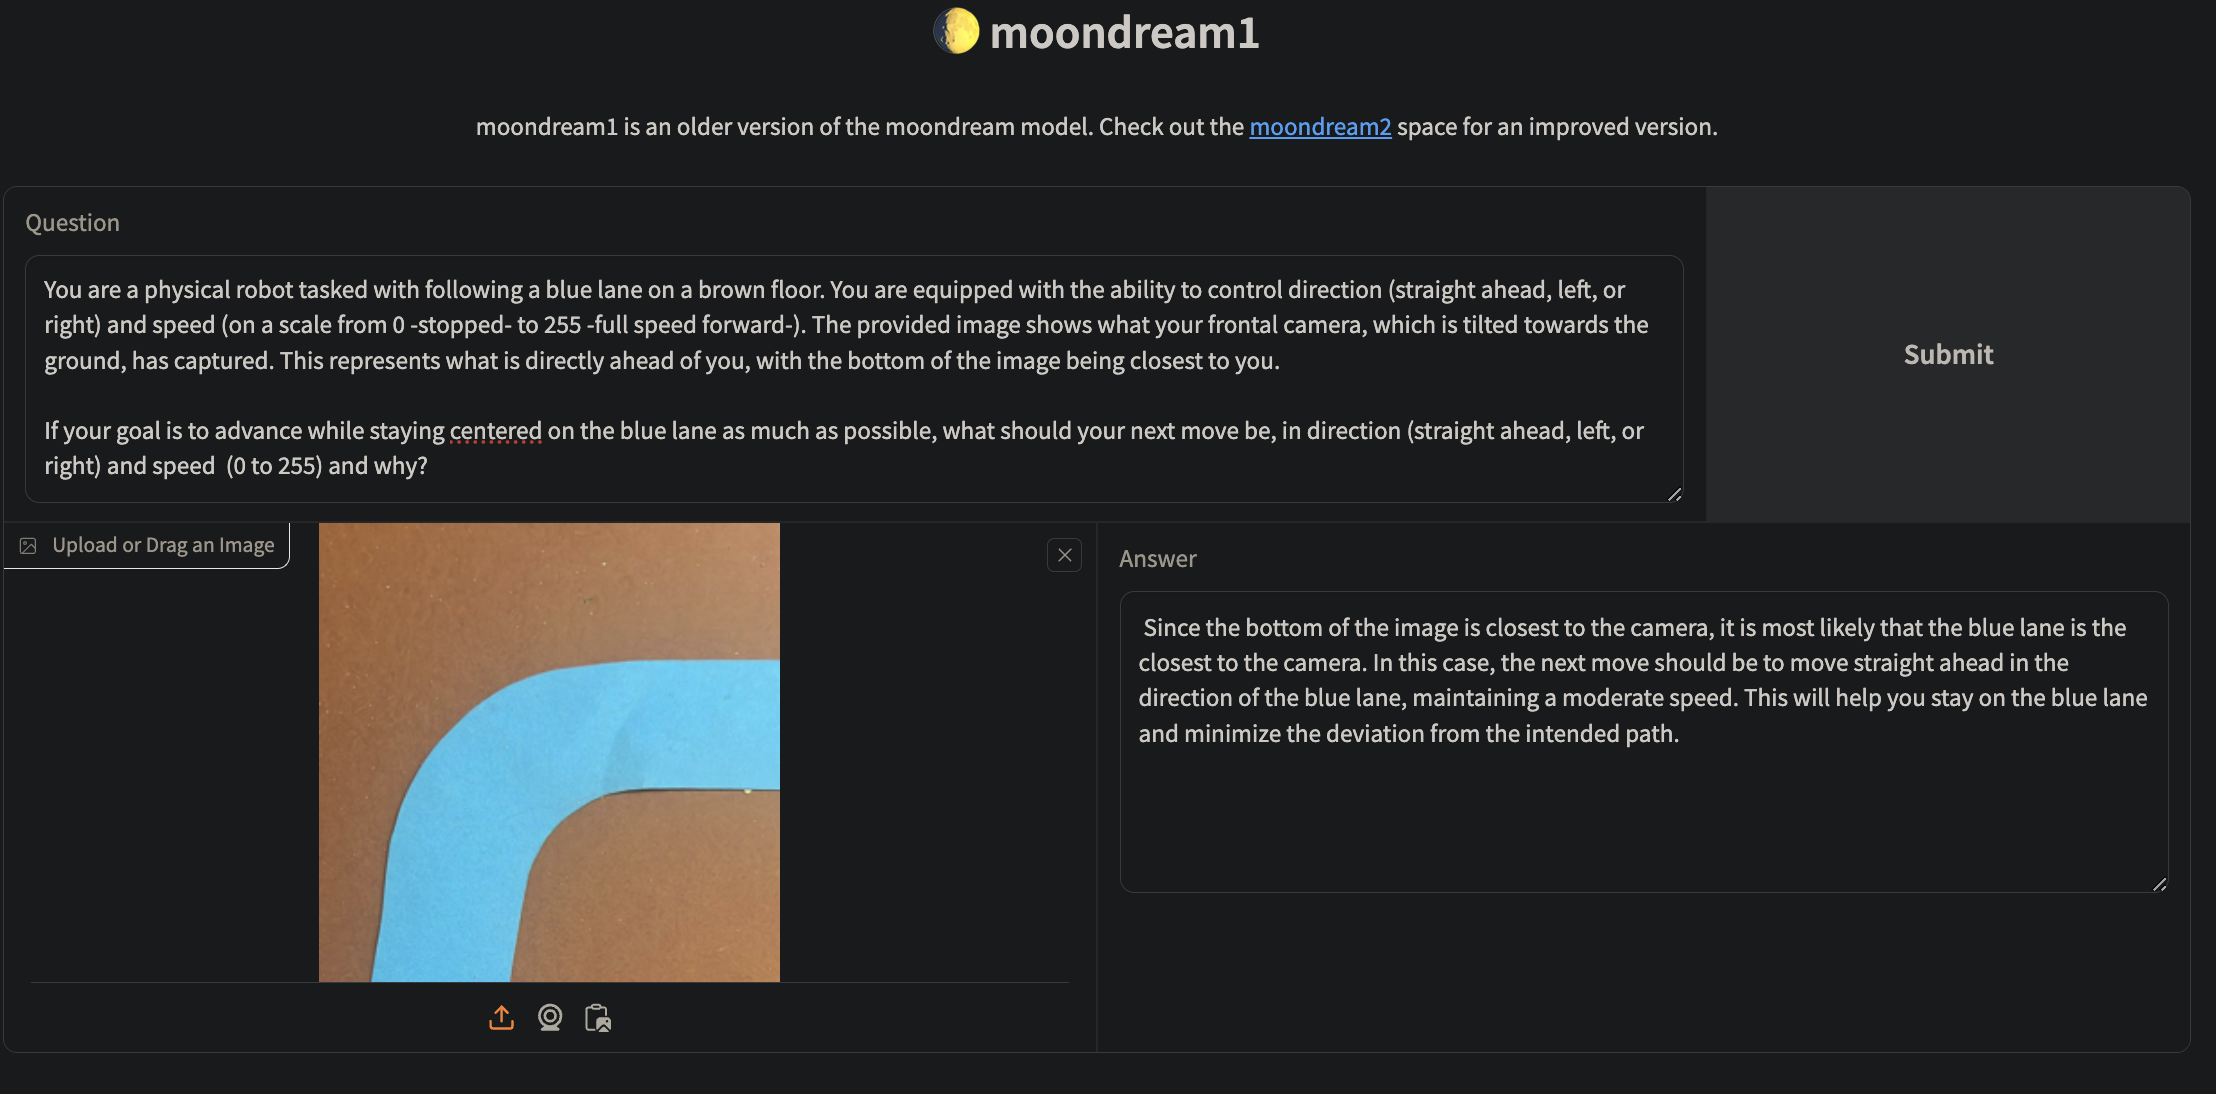 🌔 moondream1
moondream1 is an older version of the moondream model. Check out the moondream2 space for an improved version.
Question
You are a physical robot tasked with following a blue lane on a brown floor. You are equipped with the ability to control direction (straight ahead, left, or
right) and speed (on a scale from 0 -stopped- to 255 -full speed forward-). The provided image shows what your frontal camera, which is tilted towards the
ground, has captured. This represents what is directly ahead of you, with the bottom of the image being closest to you.
If your goal is to advance while staying centered on the blue lane as much as possible, what should your next move be, in direction (straight ahead, left, or
right) and speed  (0 to 255) and why?
Submit
Upload or Drag an Image
Answer
Since the bottom of the image is closest to the camera, it is most likely that the blue lane is the
closest to the camera. In this case, the next move should be to move straight ahead in the
direction of the blue lane, maintaining a moderate speed. This will help you stay on the blue lane
and minimize the deviation from the intended path.